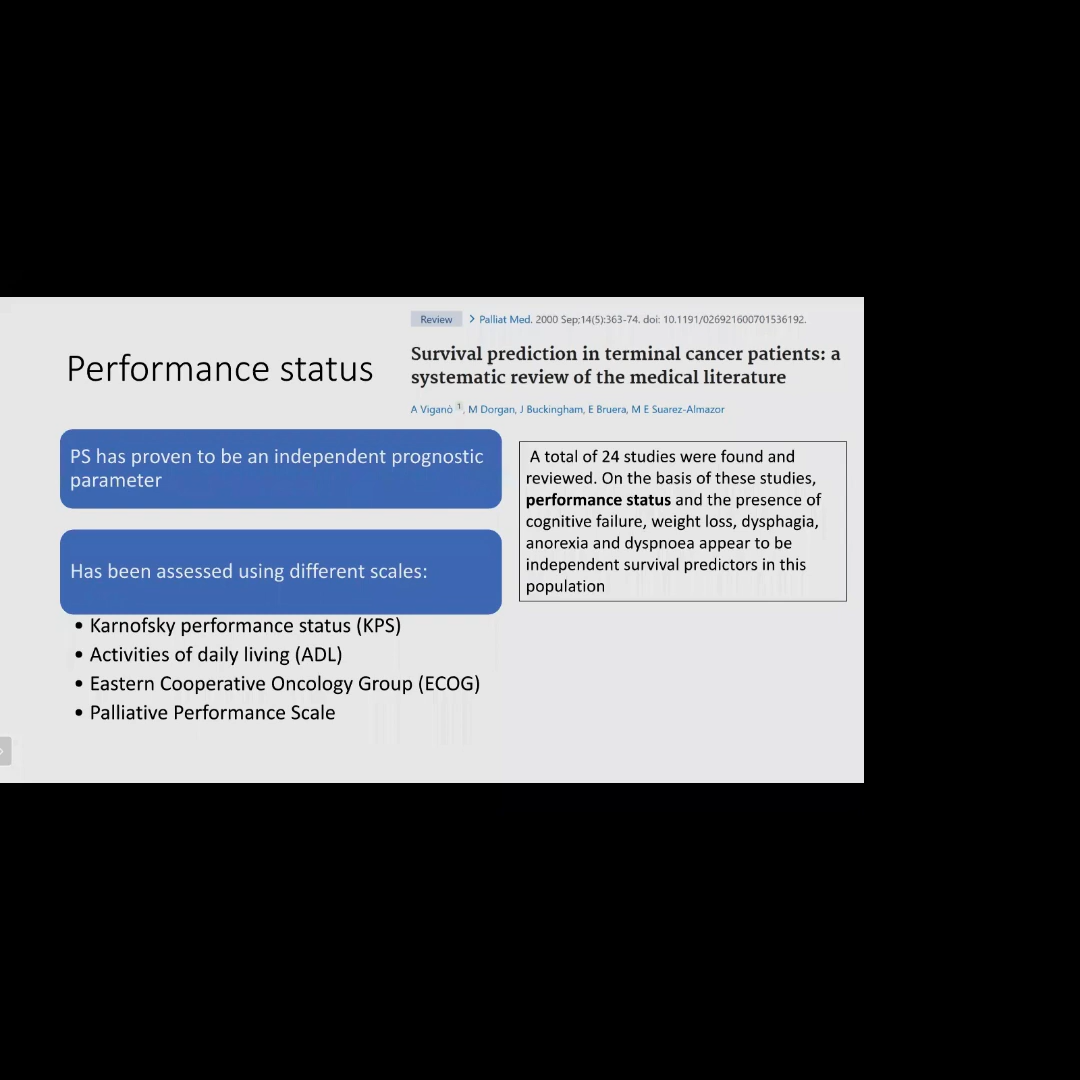 Review > Palliat Med. 2000 Sep;14(5):363-74. doi: 10.1191/026921600701536192.
Performance status
Survival prediction in terminal cancer patients: a
systematic review of the medical literature
A Viganò 1, M Dorgan, J Buckingham, E Bruera, M E Suarez-Almazor
PS has proven to be an independent prognostic
parameter
Has been assessed using different scales:
• Karnofsky performance status (KPS)
• Activities of daily living (ADL)
• Eastern Cooperative Oncology Group (ECOG)
• Palliative Performance Scale
A total of 24 studies were found and
reviewed. On the basis of these studies,
performance status and the presence of
cognitive failure, weight loss, dysphagia,
anorexia and dyspnoea appear to be
independent survival predictors in this
population